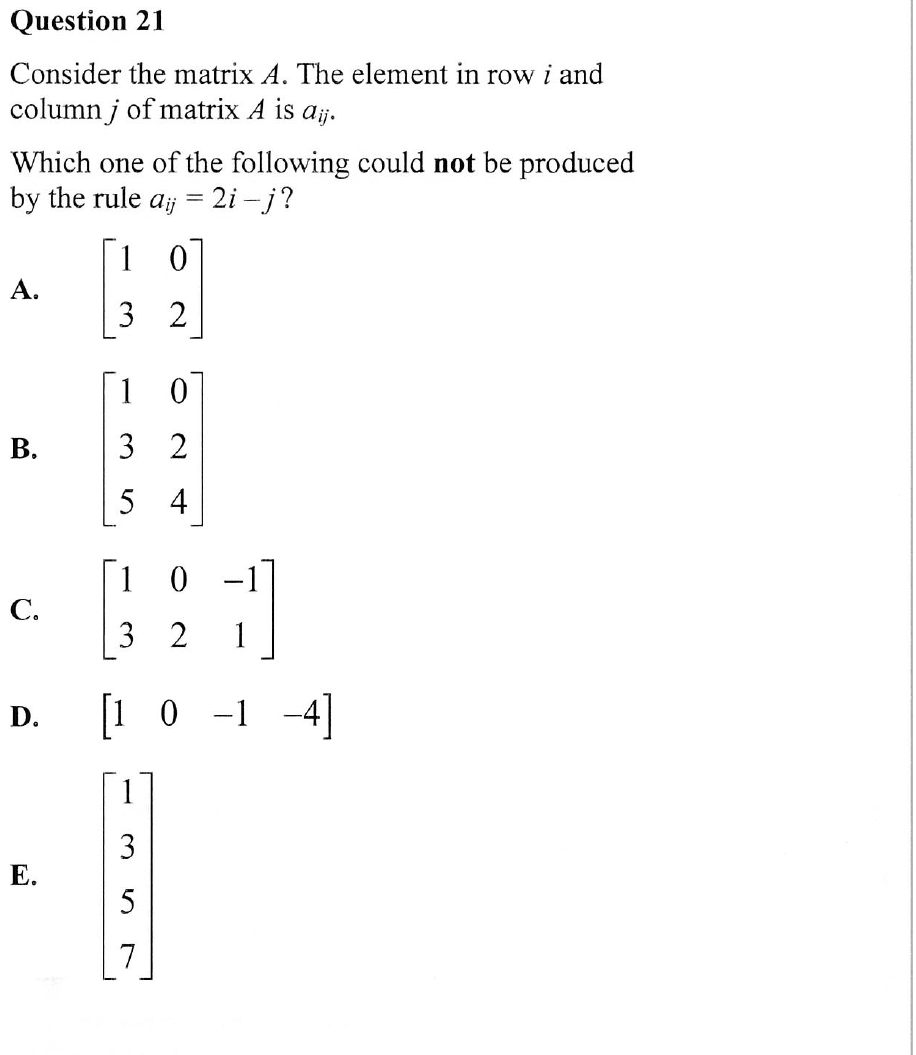 Question 21
Consider the matrix A. The element in row i and
column j of matrix A is aij.
Which one of the following could not be produced
by the rule aij = 2i – j?
A.
1 0
3 2
B.
1 0
3 2
5 4
C.
1 0 –1
3 2 1
D. [1 0 –1 –4]
E.
1
3
5
7